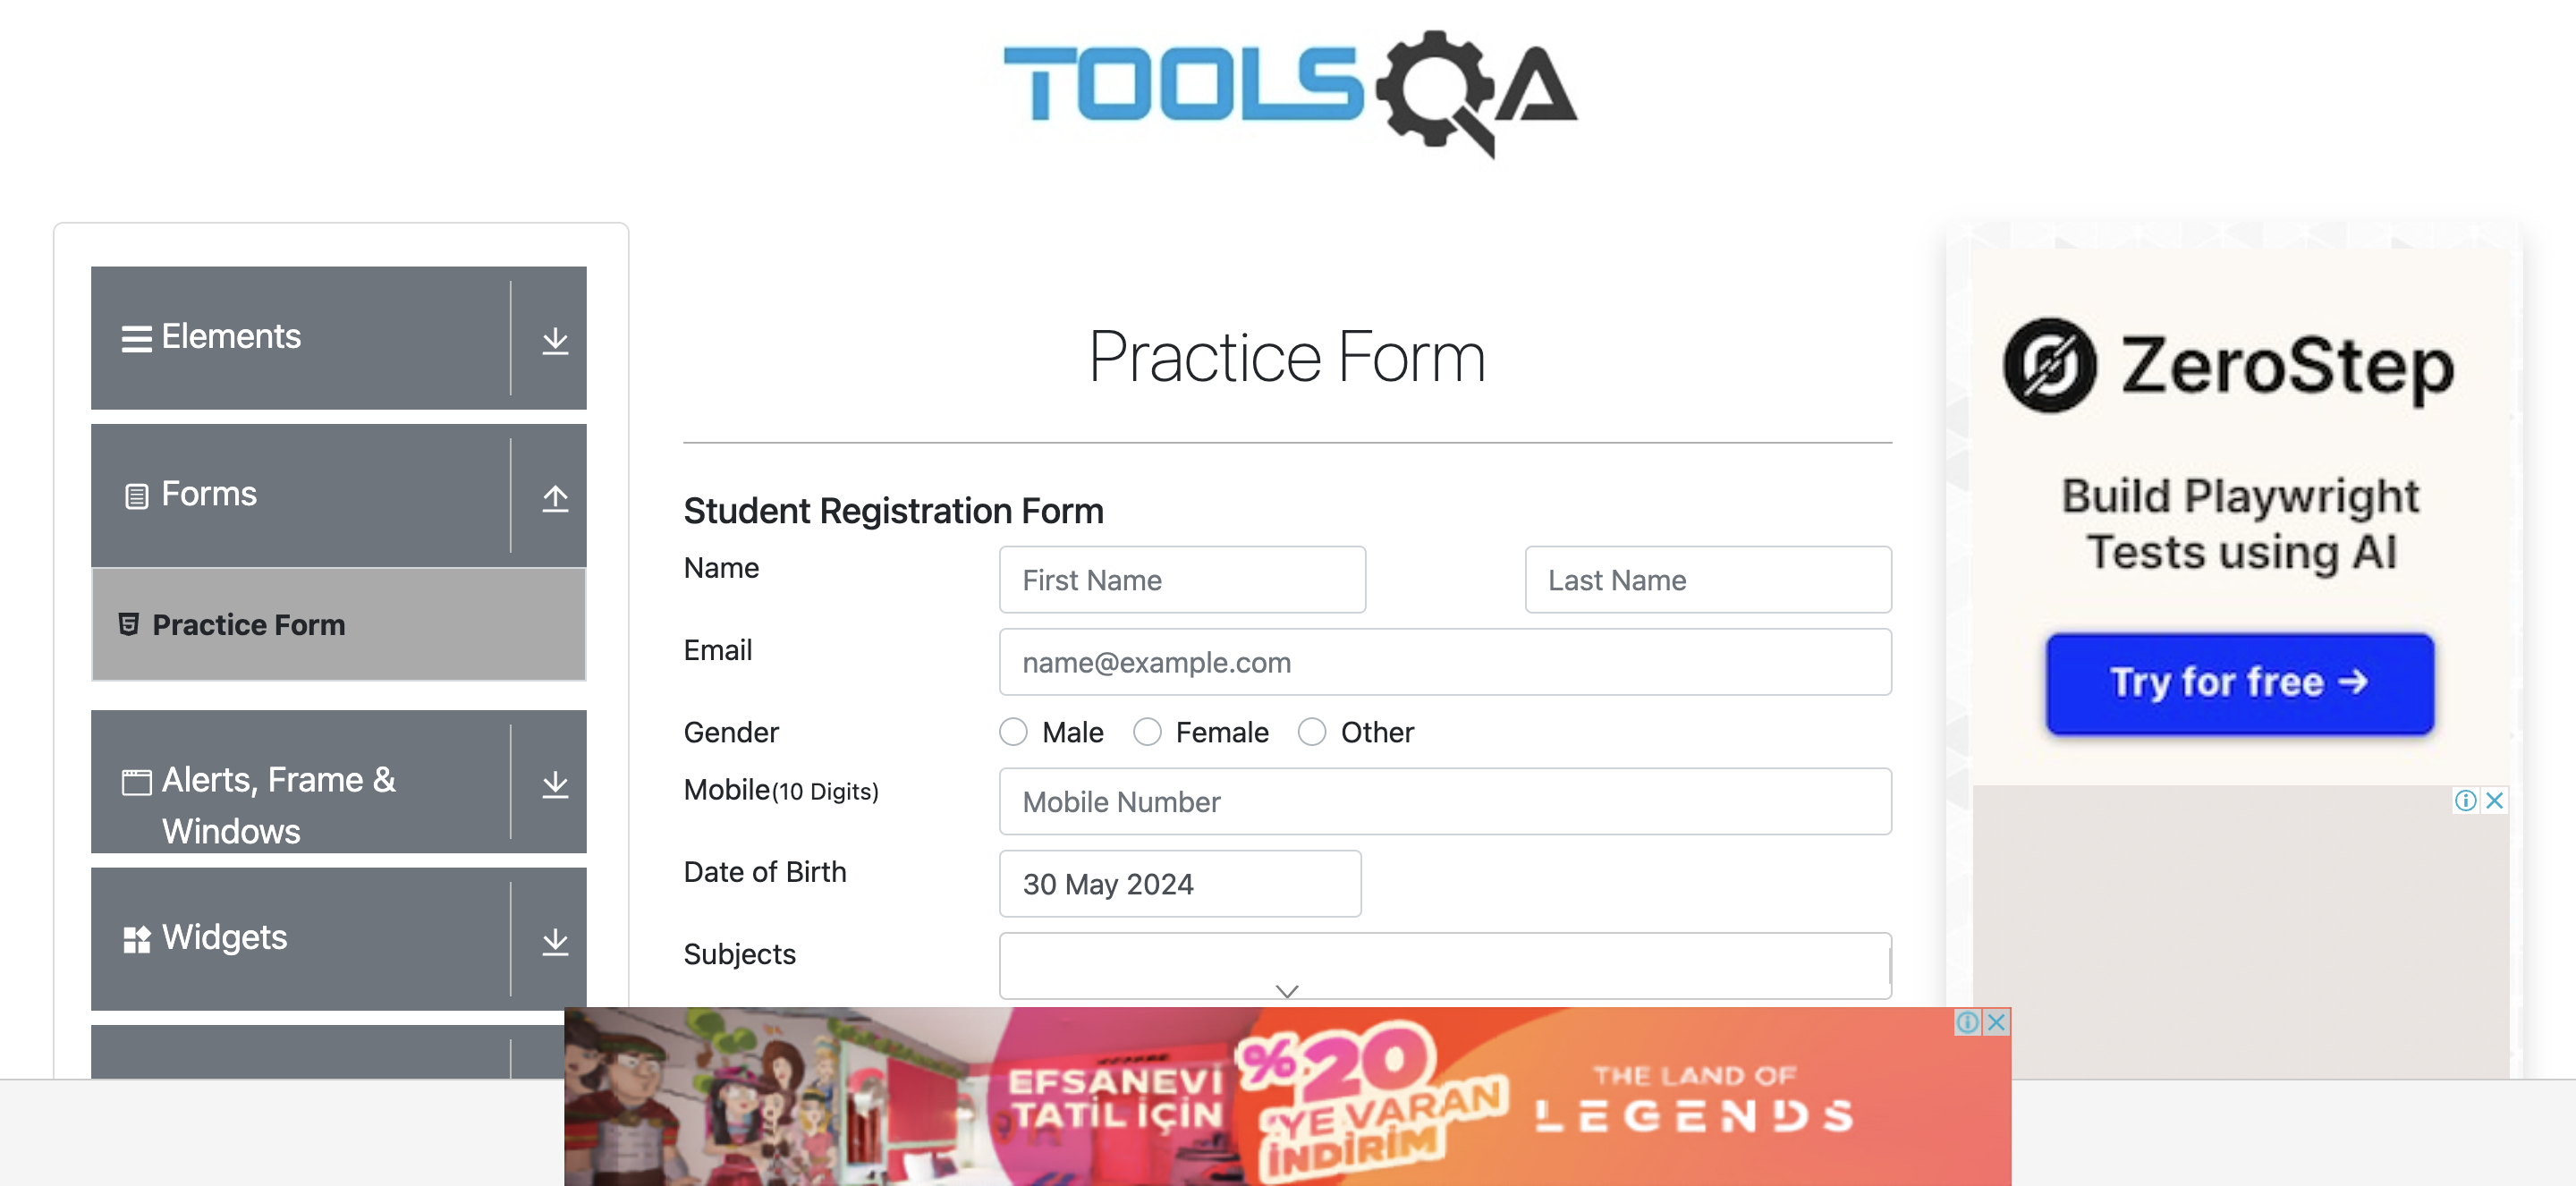 TOOLSQA
Elements
Forms
Practice Form
Alerts, Frame &
Windows
Widgets
Practice Form
Student Registration Form
Name
First Name
Last Name
Email
name@example.com
Gender
Male
Female
Other
Mobile(10 Digits)
Mobile Number
Date of Birth
30 May 2024
Subjects
ZeroStep
Build Playwright
Tests using AI
Try for free →
EFSANEVİ
TATİL İÇİN
%20
'YE VARAN
İNDİRİM
THE LAND OF
LEGENDS